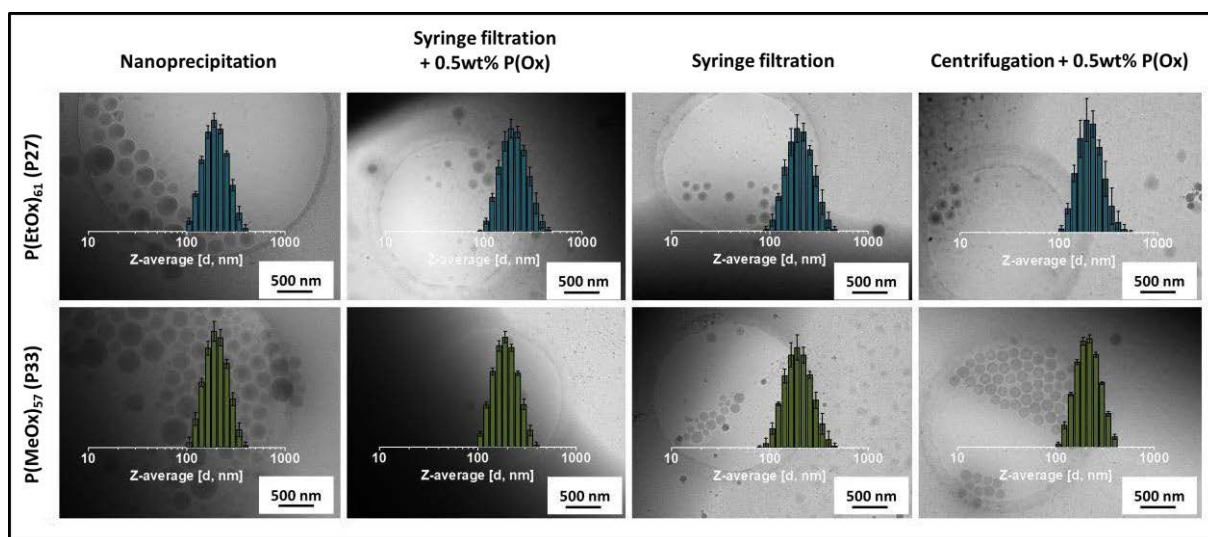 Nanoprecipitation
Syringe filtration
+ 0.5wt% P(Ox)
Syringe filtration
Centrifugation + 0.5wt% P(Ox)
P(EtOx)₆₁ (P27)
10 100 1000
Z-average [d, nm]
500 nm
10 100 1000
Z-average [d, nm]
500 nm
10 100 1000
Z-average [d, nm]
500 nm
10 100 1000
Z-average [d, nm]
500 nm
P(MeOx)₅₇ (P33)
10 100 1000
Z-average [d, nm]
500 nm
10 100 1000
Z-average [d, nm]
500 nm
10 100 1000
Z-average [d, nm]
500 nm
10 100 1000
Z-average [d, nm]
500 nm